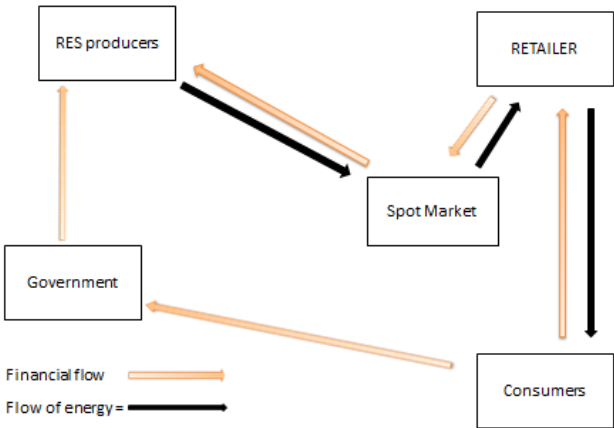 RES producers
RETAILER
Spot Market
Government
Consumers
Financial flow
Flow of energy =